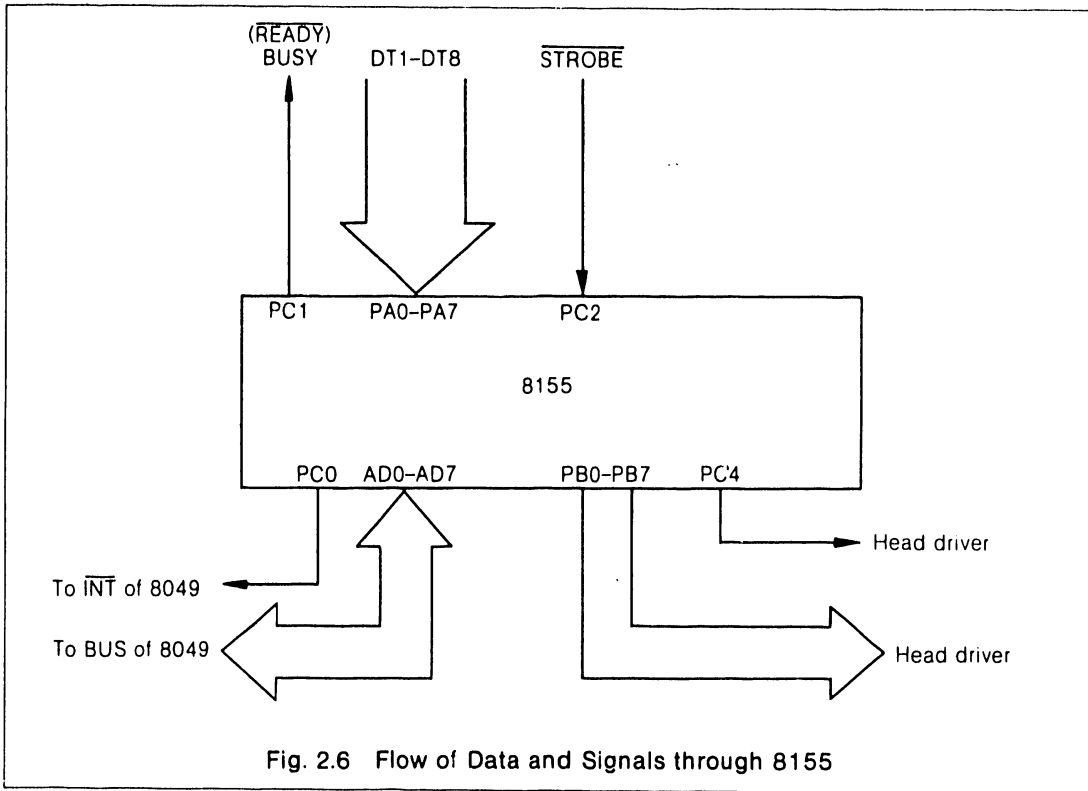 (READY)
BUSY DT1-DT8 STROBE
PC1 PA0-PA7 PC2
8155
PC0 AD0-AD7 PB0-PB7 PC4
Head driver
To INT of 8049
To BUS of 8049 Head driver
Fig. 2.6 Flow of Data and Signals through 8155